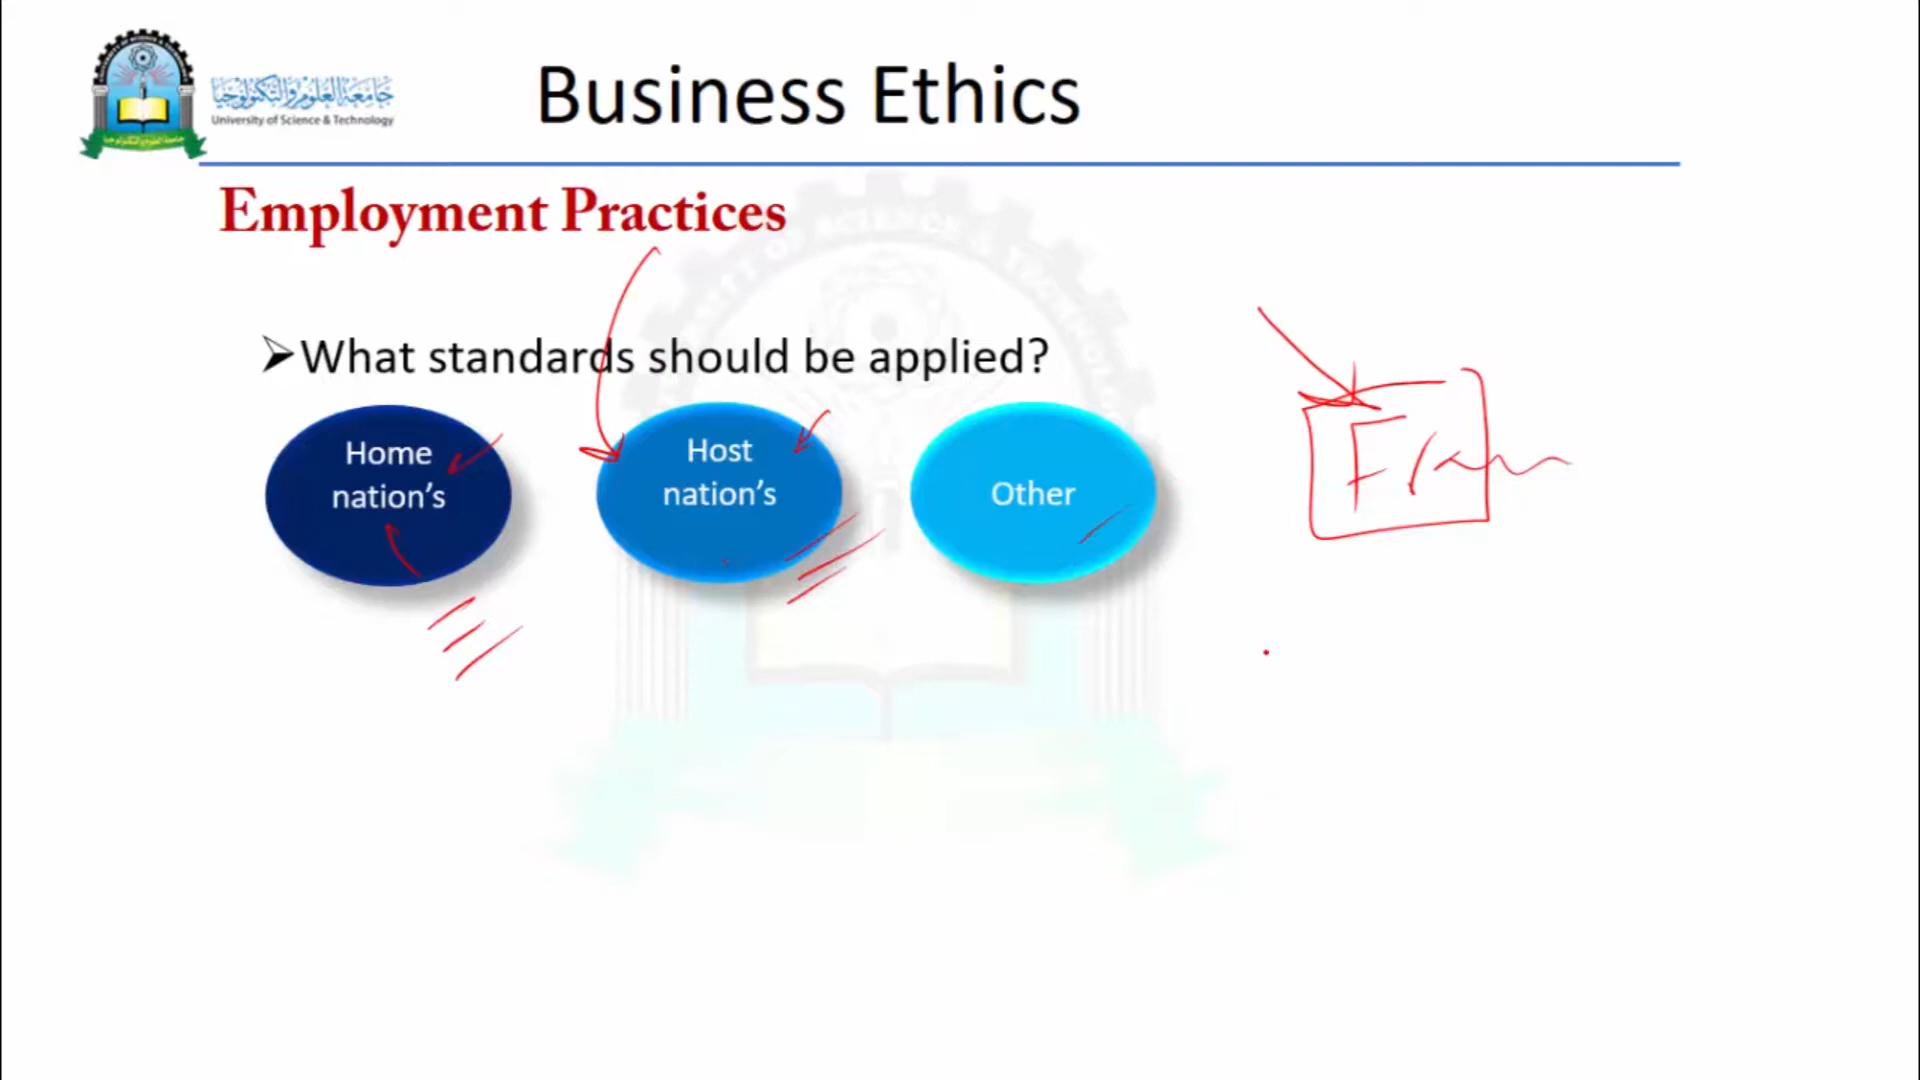 جامعة العلوم والتكنولوجيا
University of Science & Technology
Business Ethics
Employment Practices
➢What standards should be applied?
Home
nation's
Host
nation's
Other